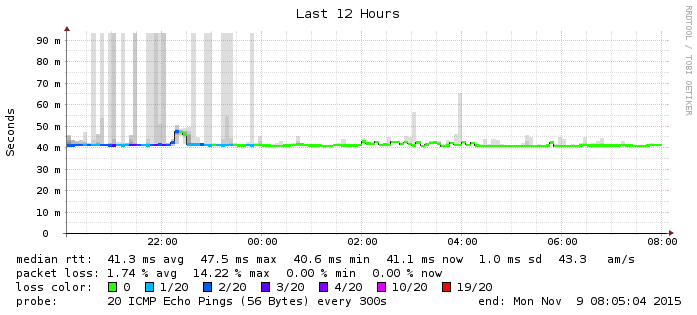 Last 12 Hours
RRDTOOL / TOBI OETIKER
Seconds
90 m
80 m
70 m
60 m
50 m
40 m
30 m
20 m
10 m
0
22:00 00:00 02:00 04:00 06:00 08:00
median rtt: 41.3 ms avg 47.5 ms max 40.6 ms min 41.1 ms now 1.0 ms sd 43.3 am/s
packet loss: 1.74 % avg 14.22 % max 0.00 % min 0.00 % now
loss color: 0 1/20 2/20 3/20 4/20 10/20 19/20
probe: 20 ICMP Echo Pings (56 Bytes) every 300s end: Mon Nov 9 08:05:04 2015